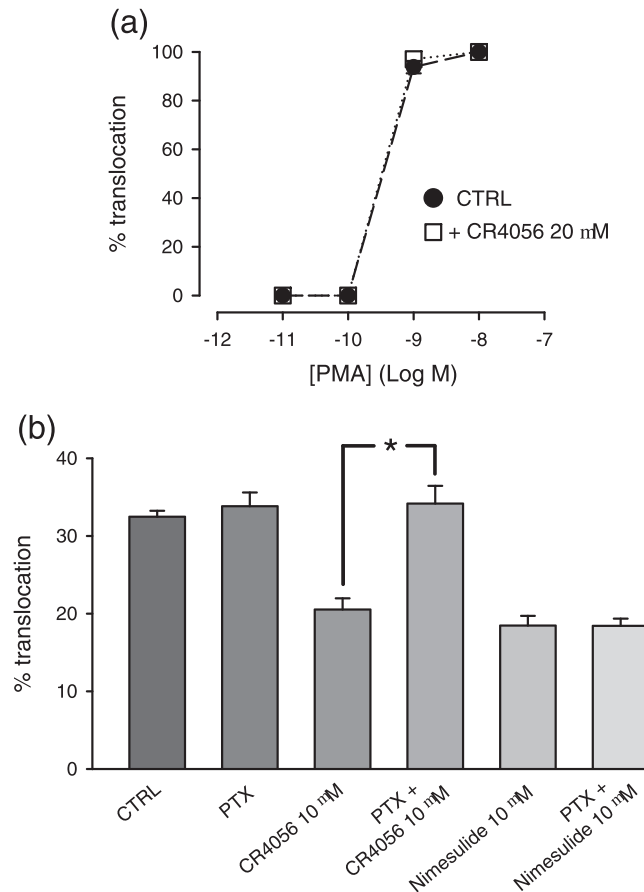 (a)
% translocation
100
80
60
40
20
0
CTRL
+ CR4056 20 mM
-12 -11 -10 -9 -8 -7
[PMA] (Log M)
(b)
% translocation
40
30
20
10
0
*
CTRL
PTX
CR4056 10 mM
PTX +
CR4056 10 mM
Nimesulide 10 mM
PTX +
Nimesulide 10 mM